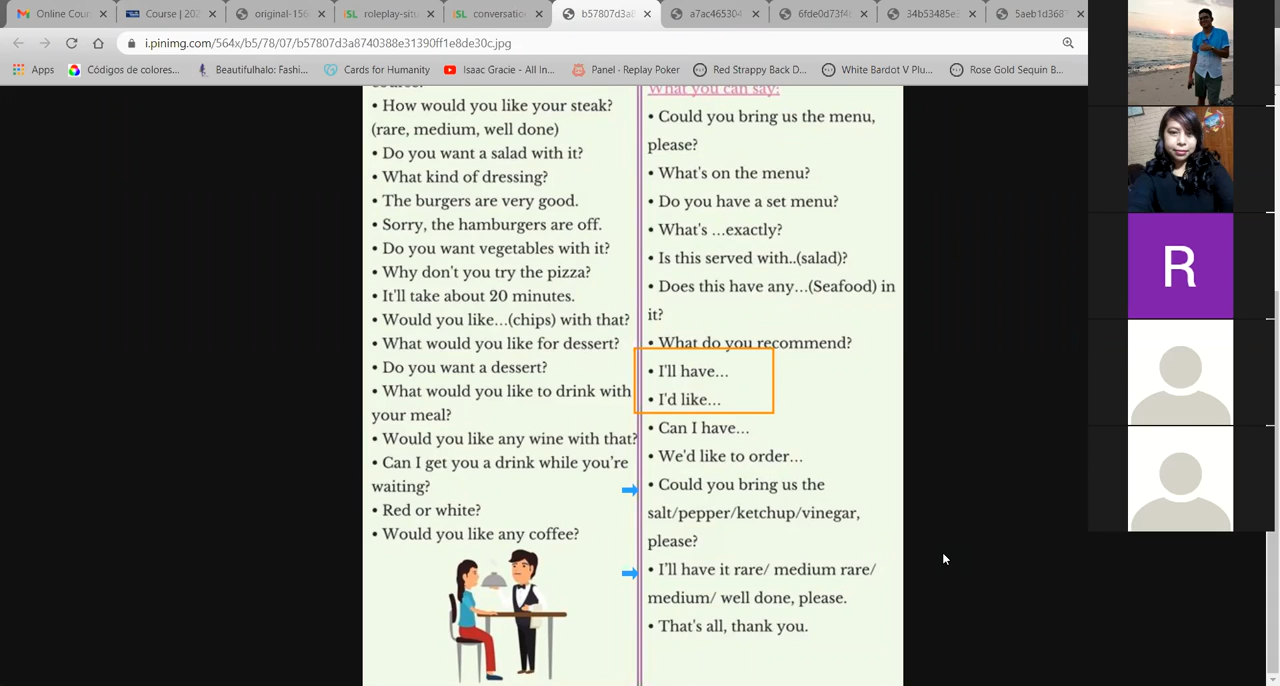 Online Cour
Course | 202
original-156
roleplay-situ
conversatio
b57807d3a8
a7ac465304
6fde0d73f4
34b53485e3
5aeb1d3687
i.pinimg.com/564x/b5/78/07/b57807d3a8740388e31390ff1e8de30c.jpg
Apps
Códigos de colores...
Beautifulhalo: Fashi...
Cards for Humanity
Isaac Gracie - All In...
Panel · Replay Poker
Red Strappy Back D...
White Bardot V Plu...
Rose Gold Sequin B...
• How would you like your steak?
(rare, medium, well done)
• Do you want a salad with it?
• What kind of dressing?
• The burgers are very good.
• Sorry, the hamburgers are off.
• Do you want vegetables with it?
• Why don't you try the pizza?
• It'll take about 20 minutes.
• Would you like...(chips) with that?
• What would you like for dessert?
• Do you want a dessert?
• What would you like to drink with
your meal?
• Would you like any wine with that?
• Can I get you a drink while you're
waiting?
• Red or white?
• Would you like any coffee?
What you can say:
• Could you bring us the menu,
please?
• What's on the menu?
• Do you have a set menu?
• What's ...exactly?
• Is this served with..(salad)?
• Does this have any...(Seafood) in
it?
• What do you recommend?
• I'll have...
• I'd like...
• Can I have...
• We'd like to order...
• Could you bring us the
salt/pepper/ketchup/vinegar,
please?
• I'll have it rare/ medium rare/
medium/ well done, please.
• That's all, thank you.
R